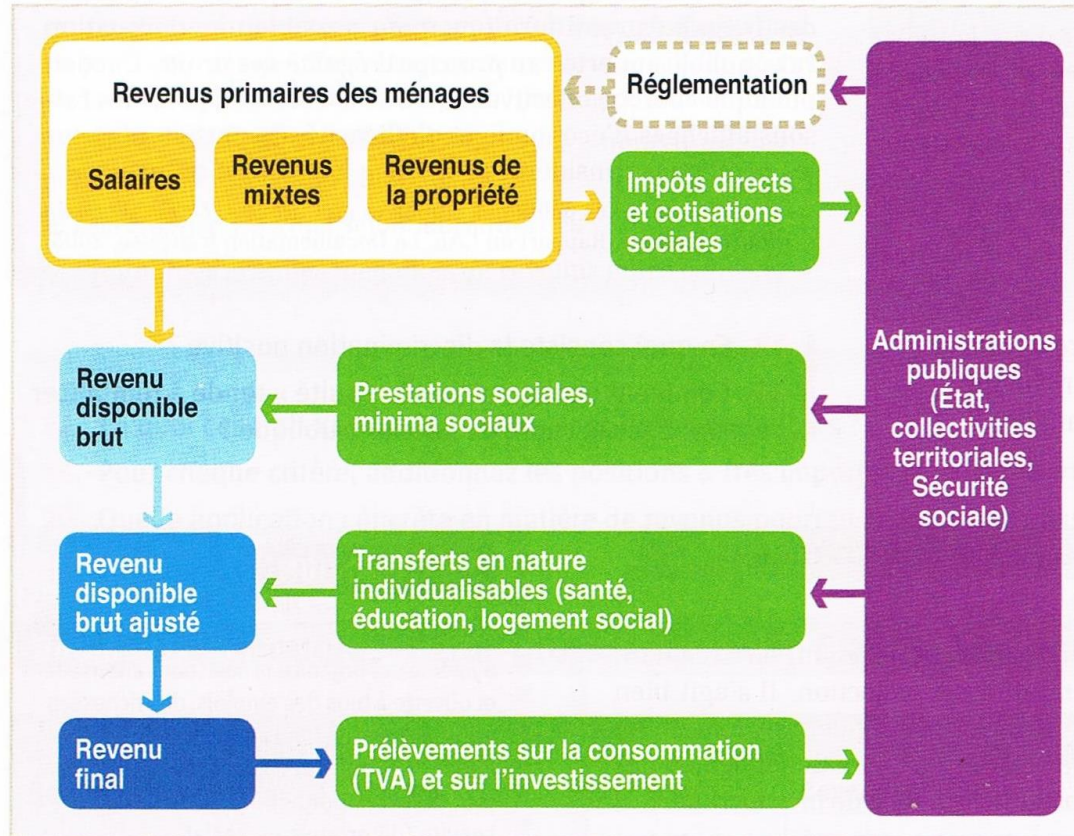 Revenus primaires des ménages
Réglementation
Salaires
Revenus
mixtes
Revenus de
la propriété
Impôts directs
et cotisations
sociales
Administrations
publiques
(État,
collectivities
territoriales,
Sécurité
sociale)
Revenu
disponible
brut
Prestations sociales,
minima sociaux
Revenu
disponible
brut ajusté
Transferts en nature
individualisables (santé,
éducation, logement social)
Revenu
final
Prélèvements sur la consommation
(TVA) et sur l'investissement